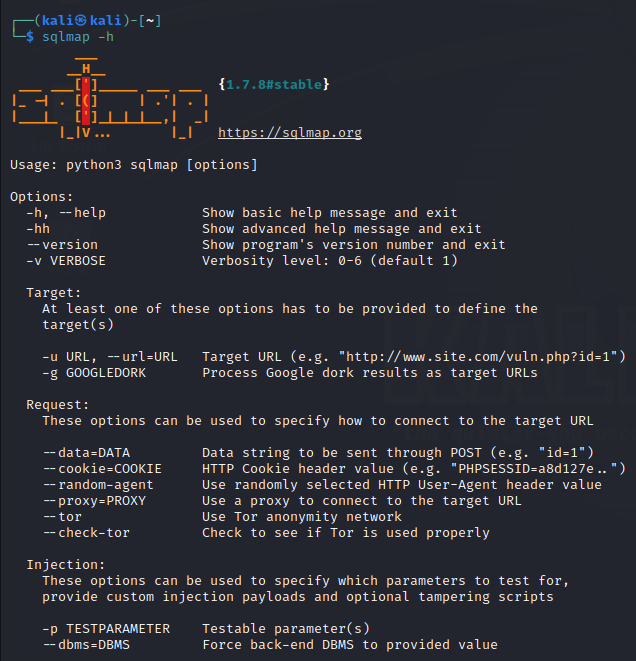 ┌──(kali㉿kali)-[~]
└─$ sqlmap -h
        ___
       __H__
 ___ ___[']_____ ___ ___  {1.7.8#stable}
|_ -| . [(]     | .'| . |
|___|_  [']_|_|_|__,|  _|
      |_|V...       |_|   https://sqlmap.org
Usage: python3 sqlmap [options]
Options:
  -h, --help            Show basic help message and exit
  -hh                   Show advanced help message and exit
  --version             Show program's version number and exit
  -v VERBOSE            Verbosity level: 0-6 (default 1)
  Target:
    At least one of these options has to be provided to define the
    target(s)
    -u URL, --url=URL   Target URL (e.g. "http://www.site.com/vuln.php?id=1")
    -g GOOGLEDORK       Process Google dork results as target URLs
  Request:
    These options can be used to specify how to connect to the target URL
    --data=DATA         Data string to be sent through POST (e.g. "id=1")
    --cookie=COOKIE     HTTP Cookie header value (e.g. "PHPSESSID=a8d127e..")
    --random-agent      Use randomly selected HTTP User-Agent header value
    --proxy=PROXY       Use a proxy to connect to the target URL
    --tor               Use Tor anonymity network
    --check-tor         Check to see if Tor is used properly
  Injection:
    These options can be used to specify which parameters to test for,
    provide custom injection payloads and optional tampering scripts
    -p TESTPARAMETER    Testable parameter(s)
    --dbms=DBMS         Force back-end DBMS to provided value